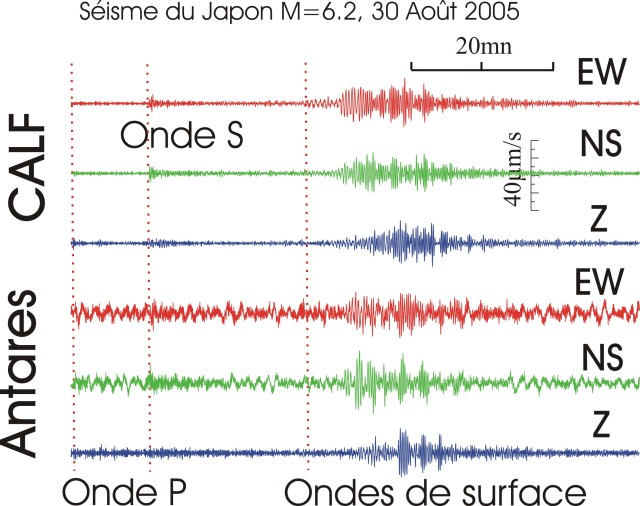 Séisme du Japon M=6.2, 30 Août 2005
20mn
EW
CALF
Onde S
NS
40µm/s
Z
EW
Antares
NS
Z
Onde P
Ondes de surface